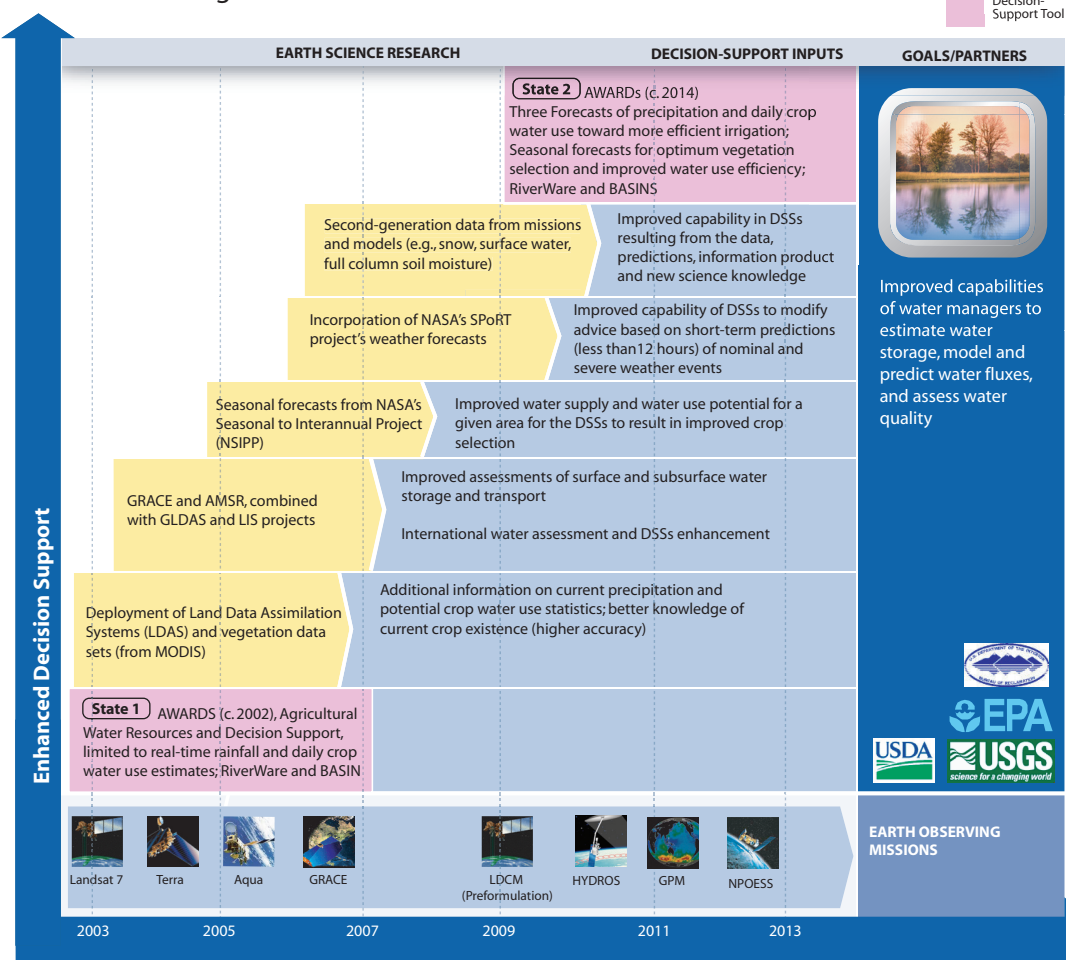 Support Tool
EARTH SCIENCE RESEARCH
DECISION-SUPPORT INPUTS
GOALS/PARTNERS
State 2 AWARDs (c. 2014)
Three Forecasts of precipitation and daily crop
water use toward more efficient irrigation;
Seasonal forecasts for optimum vegetation
selection and improved water use efficiency;
RiverWare and BASINS
Second-generation data from missions
and models (e.g., snow, surface water,
full column soil moisture)
Improved capability in DSSs
resulting from the data,
predictions, information product
and new science knowledge
Incorporation of NASA's SPoRT
project's weather forecasts
Improved capability of DSSs to modify
advice based on short-term predictions
(less than12 hours) of nominal and
severe weather events
Seasonal forecasts from NASA's
Seasonal to Interannual Project
(NSIPP)
Improved water supply and water use potential for a
given area for the DSSs to result in improved crop
selection
GRACE and AMSR, combined
with GLDAS and LIS projects
Improved assessments of surface and subsurface water
storage and transport
International water assessment and DSSs enhancement
Deployment of Land Data Assimilation
Systems (LDAS) and vegetation data
sets (from MODIS)
Additional information on current precipitation and
potential crop water use statistics; better knowledge of
current crop existence (higher accuracy)
State 1 AWARDS (c. 2002), Agricultural
Water Resources and Decision Support,
limited to real-time rainfall and daily crop
water use estimates; RiverWare and BASIN
Improved capabilities
of water managers to
estimate water
storage, model and
predict water fluxes,
and assess water
quality
U.S. DEPARTMENT OF THE INTERIOR
BUREAU OF RECLAMATION
EPA
USDA
USGS
science for a changing world
Enhanced Decision Support
Landsat 7
Terra
Aqua
GRACE
LDCM
(Preformulation)
HYDROS
GPM
NPOESS
EARTH OBSERVING
MISSIONS
2003
2005
2007
2009
2011
2013